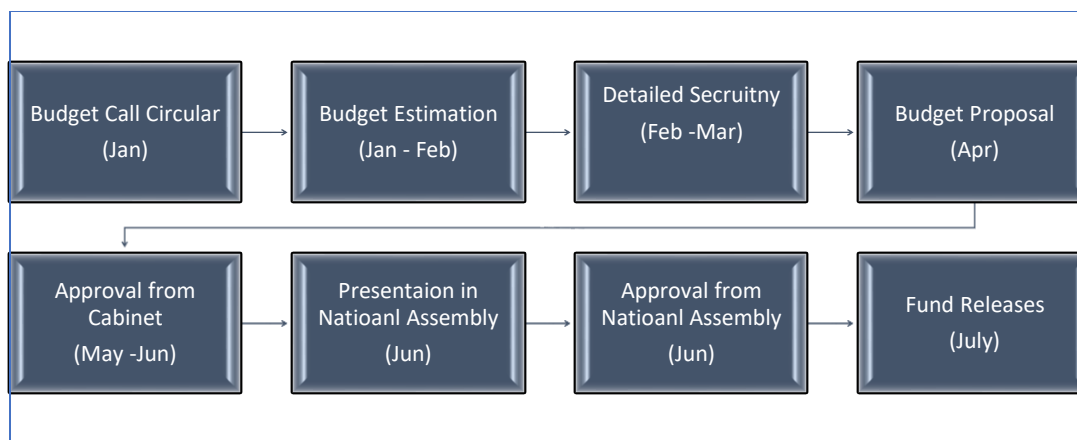 Budget Call Circular
(Jan)
Budget Estimation
(Jan - Feb)
Detailed Secruitny
(Feb -Mar)
Budget Proposal
(Apr)
Approval from
Cabinet
(May -Jun)
Presentaion in
Natioanl Assembly
(Jun)
Approval from
Natioanl Assembly
(Jun)
Fund Releases
(July)